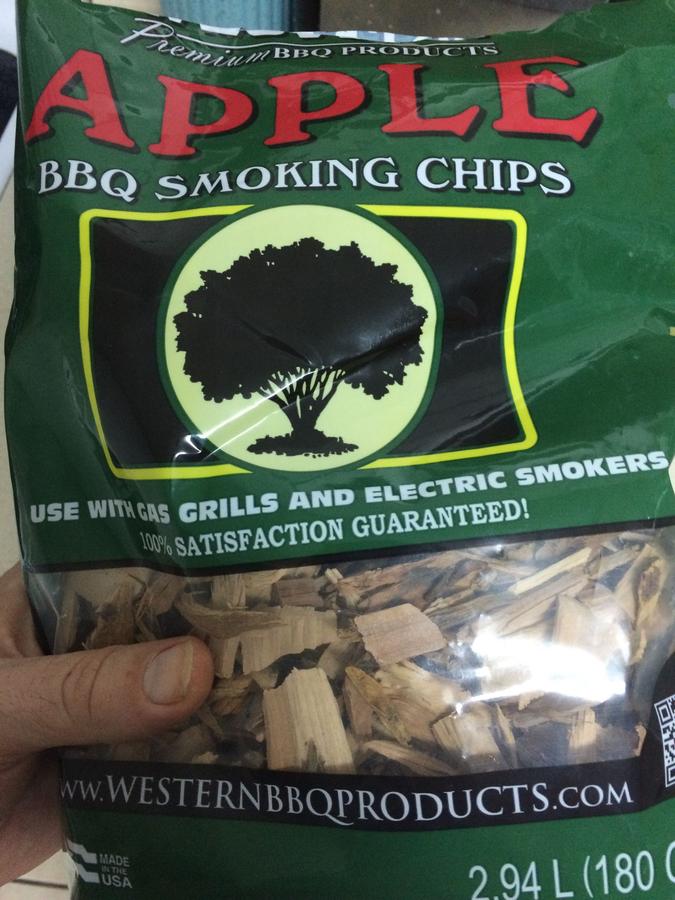 Premium BBQ PRODUCTS
APPLE
BBQ SMOKING CHIPS
USE WITH GAS GRILLS AND ELECTRIC SMOKERS
100% SATISFACTION GUARANTEED!
WW.WESTERNBBQPRODUCTS.COM
MADE
IN THE
USA
2.94 L (180